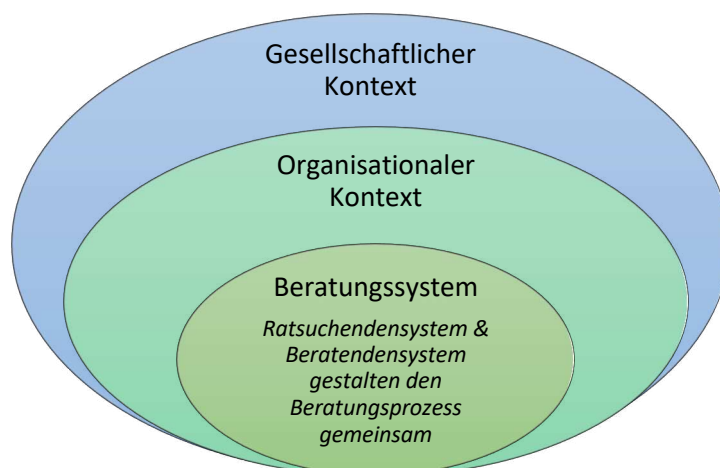 Gesellschaftlicher
Kontext
Organisationaler
Kontext
Beratungssystem
Ratsuchendensystem &
Beratendensystem
gestalten den
Beratungsprozess
gemeinsam